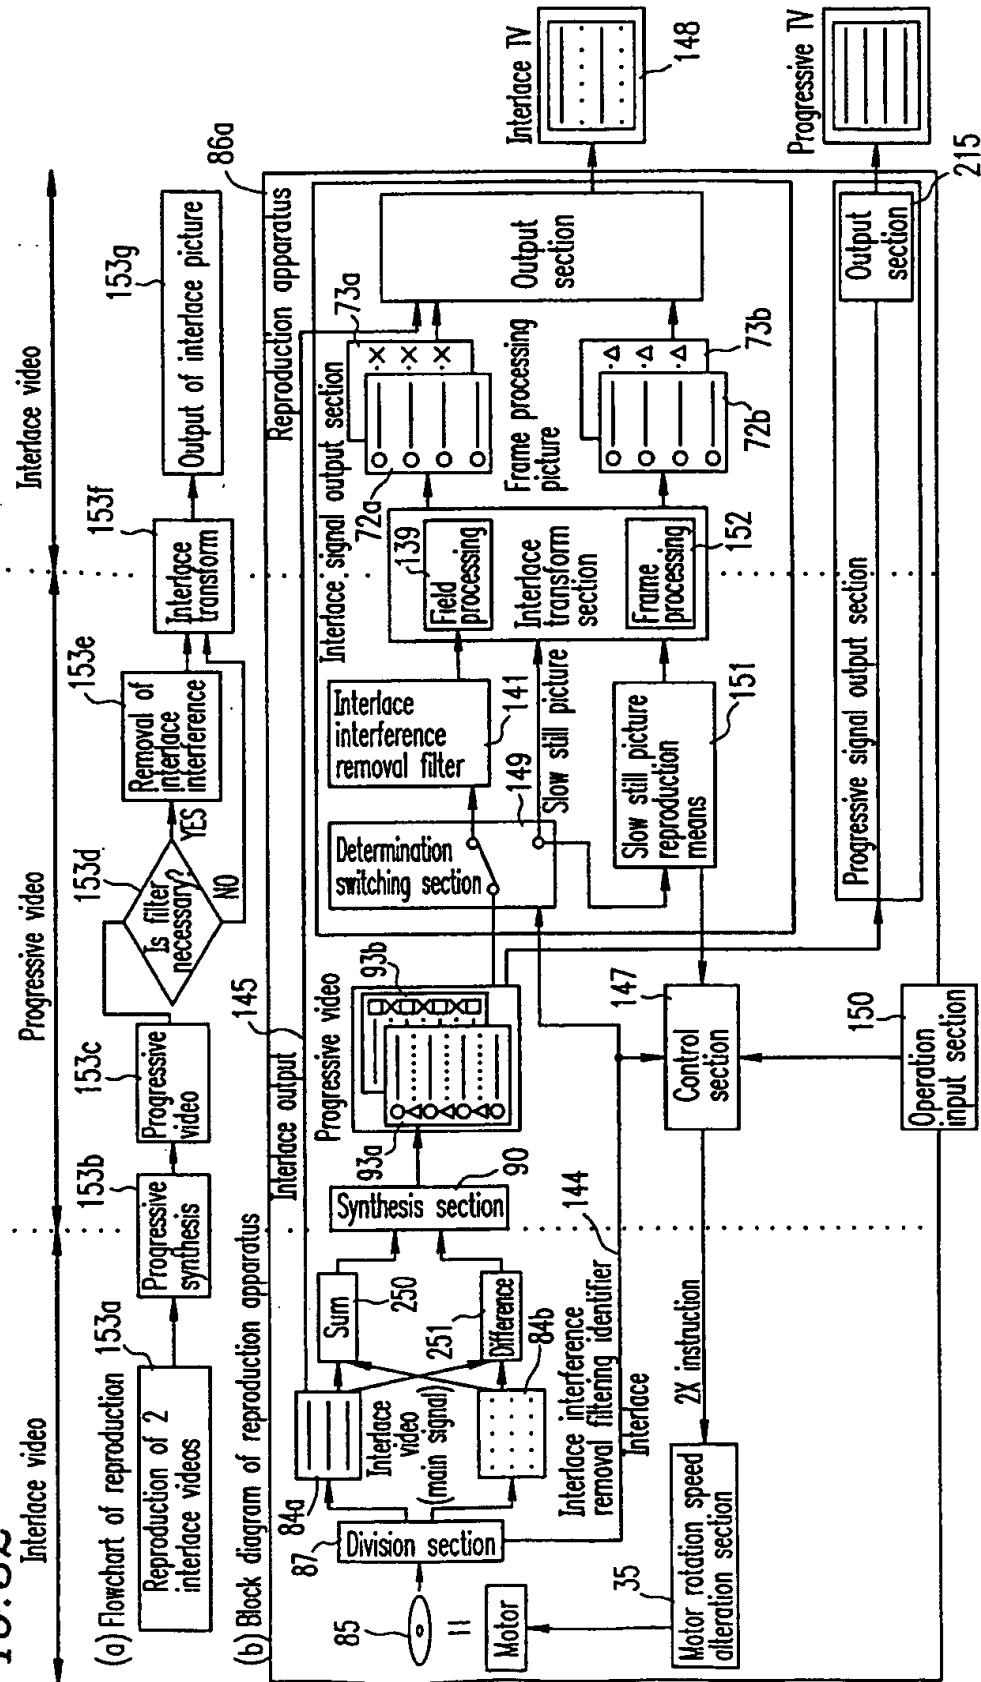 Interlace video
Progressive video
Interlace video
(a) Flowchart of reproduction
153a
Reproduction of 2
interlace videos
153b
Progressive
synthesis
153c
Progressive
video
153d
Is filter
necessary?
YES
NO
153e
Removal of
interlace
interference
153f
Interlace
transform
153g
Output of interlace picture
(b) Block diagram of reproduction apparatus
Interlace output
145
Reproduction apparatus
86a
85
Motor
87
Division section
84a
Interlace
video
(main signal)
84b
Sum
250
Difference
251
Synthesis section
90
Progressive video
93a
93b
Interlace interference
removal filtering identifier
144
Interlace
Determination
switching section
149
Interlace
interference
removal filter
141
Slow still picture
Slow still picture
reproduction
means
151
Interlace signal output section
139
Field
processing
Interlace
transform
section
Frame
processing
152
72a
73a
Frame processing
picture
72b
73b
Output
section
Interlace TV
148
Progressive TV
Progressive signal output section
Output
section
215
35
Motor rotation speed
alteration section
2X instruction
147
Control
section
150
Operation
input section